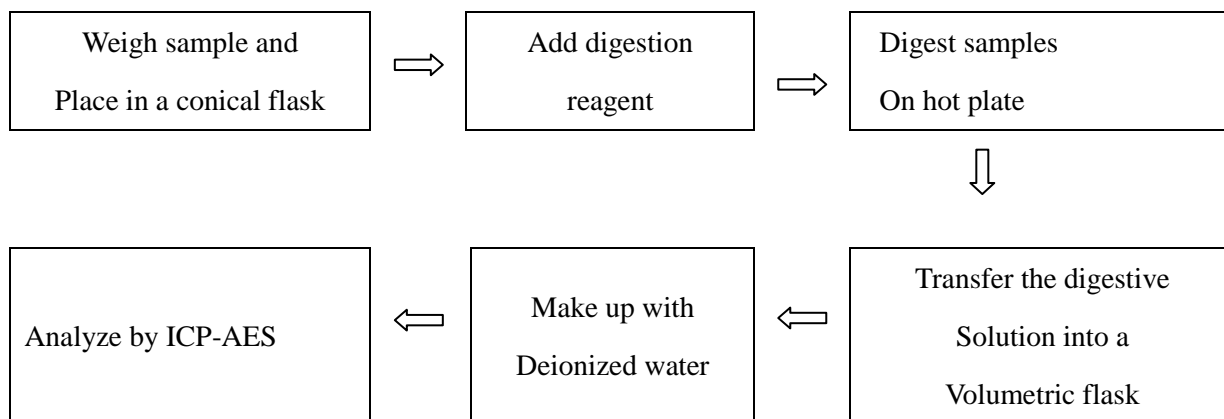 Weigh sample and
Place in a conical flask
Add digestion
reagent
Digest samples
On hot plate
Transfer the digestive
Solution into a
Volumetric flask
Make up with
Deionized water
Analyze by ICP-AES